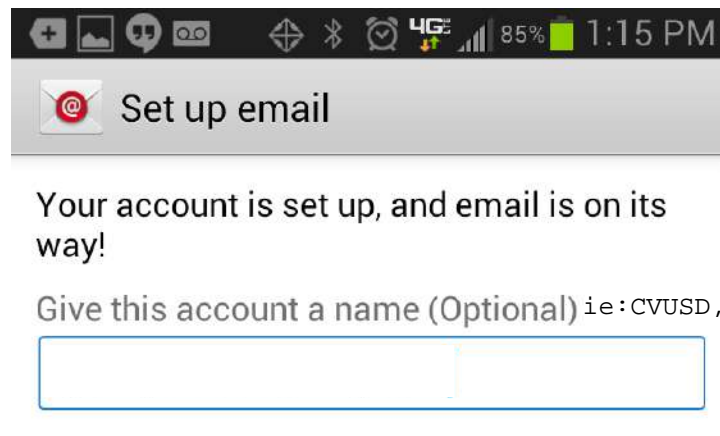 4G 85% 1:15 PM
Set up email
Your account is set up, and email is on its
way!
Give this account a name (Optional) ie:CVUSD,